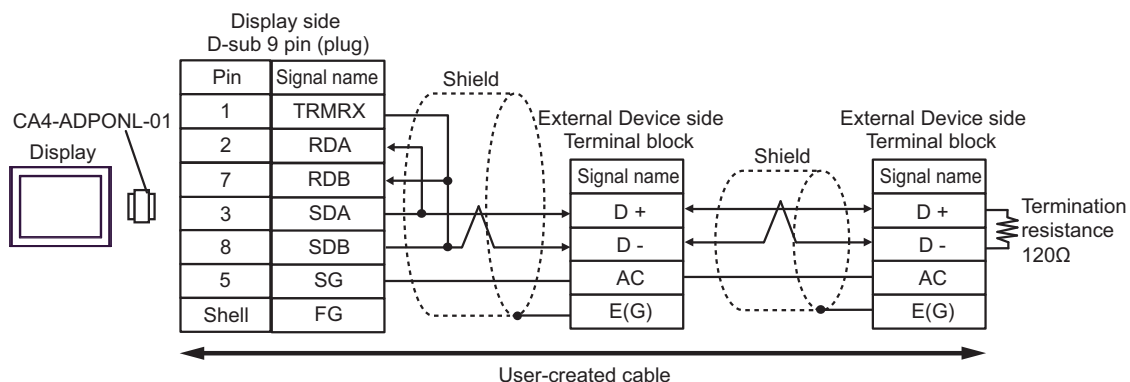 Display side
D-sub 9 pin (plug)
Pin Signal name
1 TRMRX
2 RDA
7 RDB
3 SDA
8 SDB
5 SG
Shell FG
CA4-ADPONL-01
Display
Shield
External Device side
Terminal block
Signal name
D +
D -
AC
E(G)
Shield
External Device side
Terminal block
Signal name
D +
D -
AC
E(G)
Termination
resistance
120Ω
User-created cable